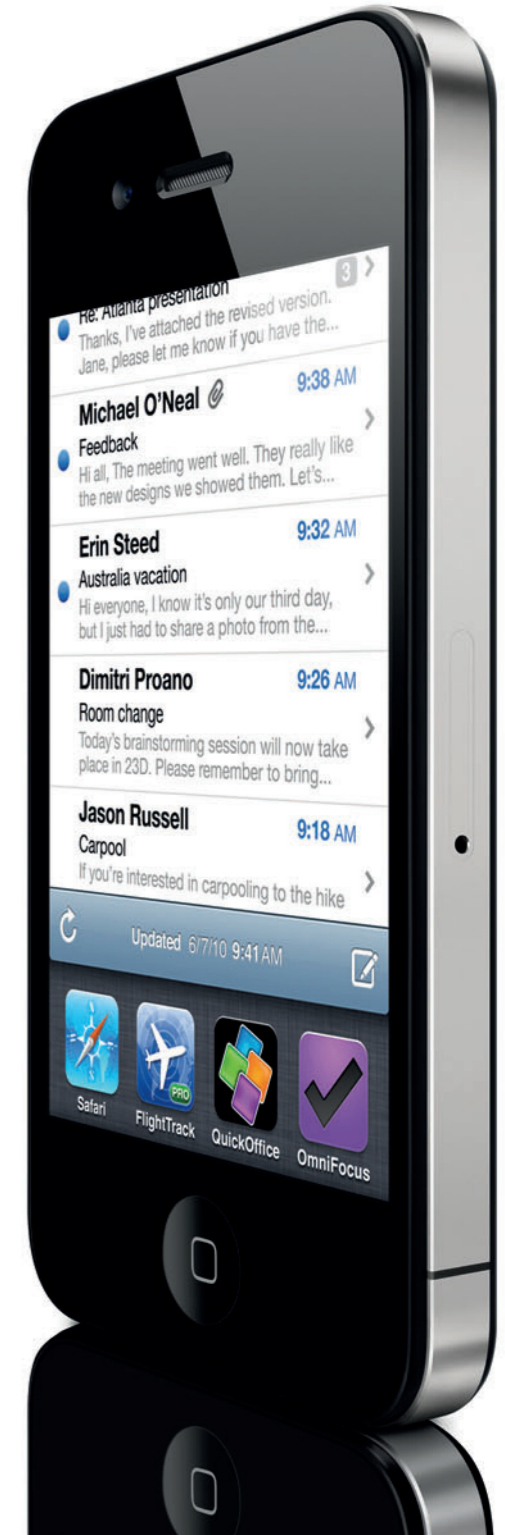 Re: Atlanta presentation
3
Thanks, I've attached the revised version.
Jane, please let me know if you have the...
Michael O'Neal
9:38 AM
Feedback
Hi all, The meeting went well. They really like
the new designs we showed them. Let's...
Erin Steed
9:32 AM
Australia vacation
Hi everyone, I know it's only our third day,
but I just had to share a photo from the...
Dimitri Proano
9:26 AM
Room change
Today's brainstorming session will now take
place in 23D. Please remember to bring...
Jason Russell
9:18 AM
Carpool
If you're interested in carpooling to the hike
Updated 6/7/10 9:41AM
PRO
Safari
FlightTrack
QuickOffice
OmniFocus